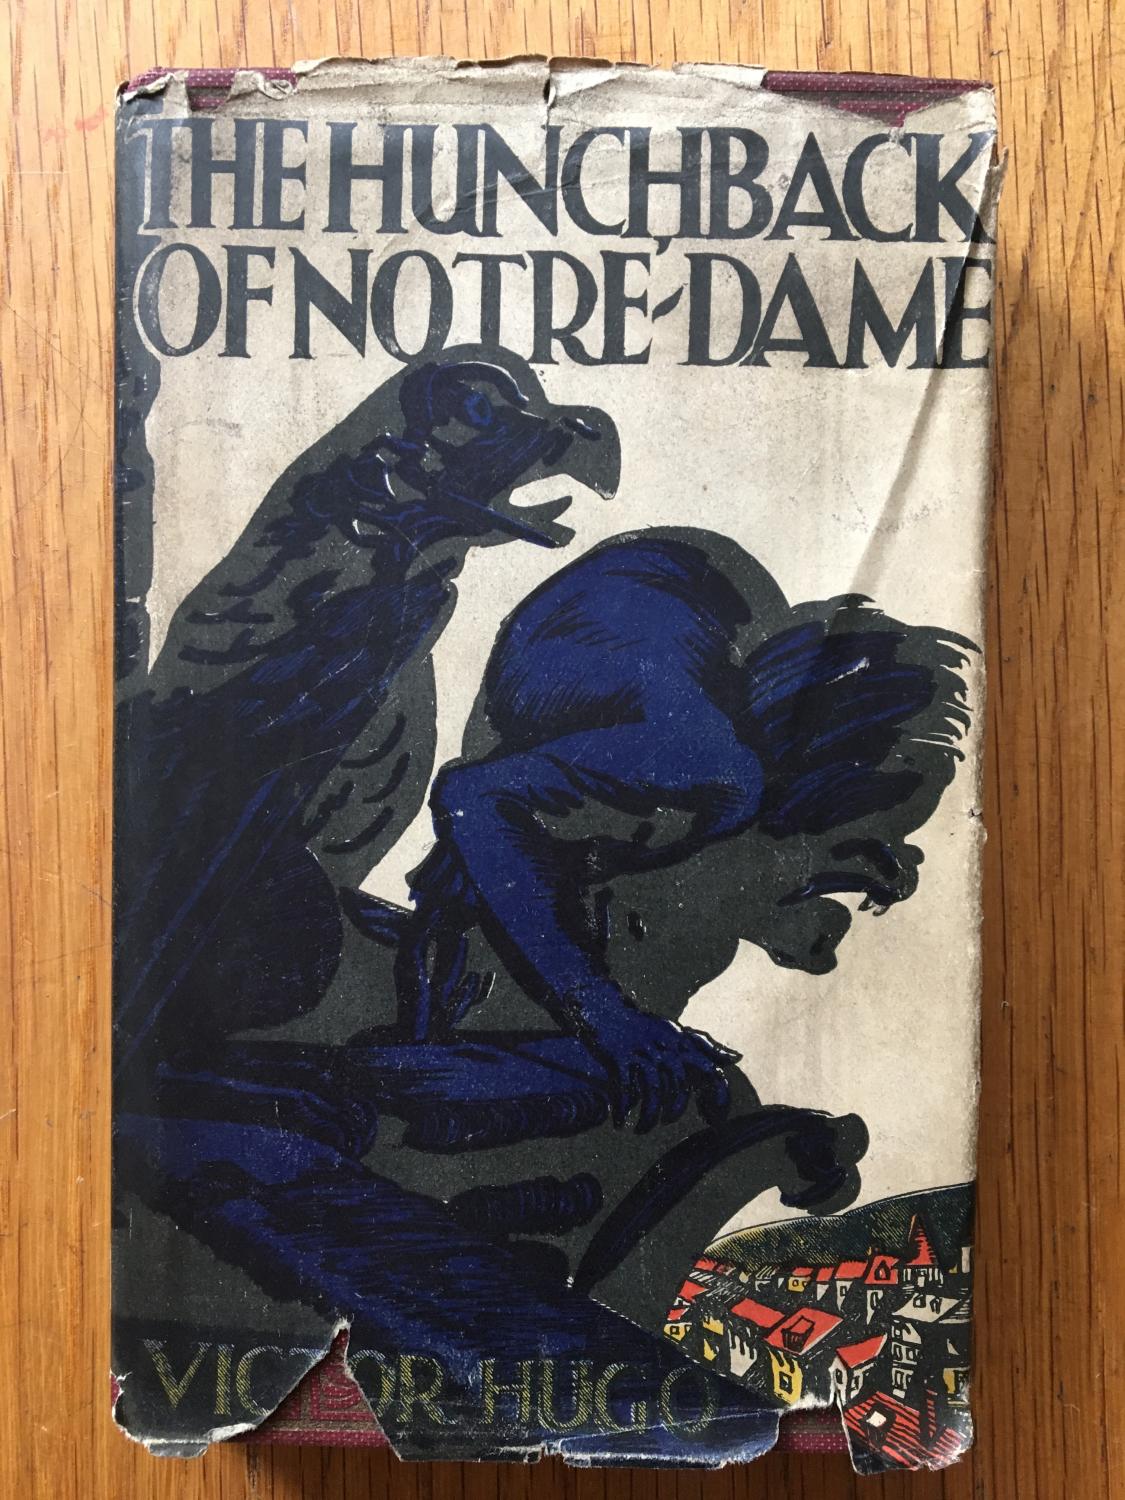 THE HUNCHBACK
OF NOTRE-DAME
VICTOR HUGO